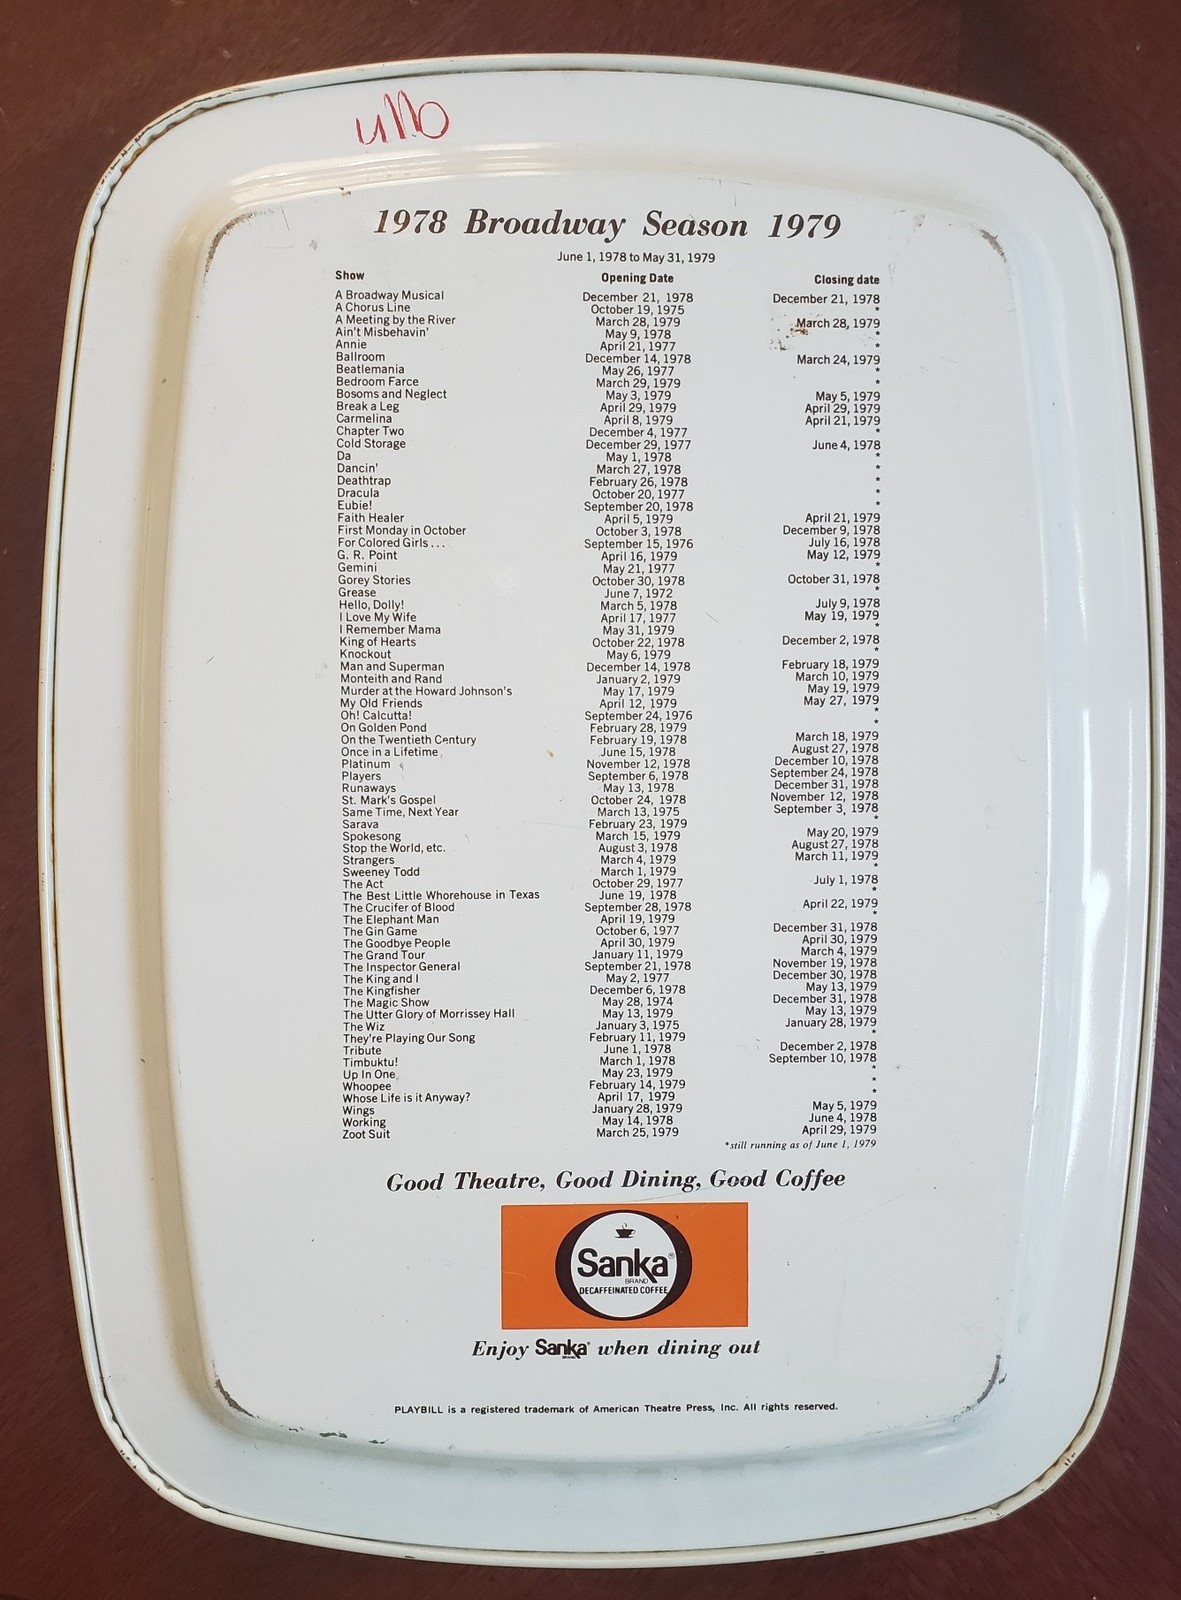 1978 Broadway Season 1979
June 1, 1978 to May 31, 1979
Show Opening Date Closing date
A Broadway Musical December 21, 1978 December 21, 1978
A Chorus Line October 19, 1975 *
A Meeting by the River March 28, 1979 March 28, 1979
Ain't Misbehavin' May 9, 1978 *
Annie April 21, 1977 *
Ballroom December 14, 1978 March 24, 1979
Beatlemania May 26, 1977 *
Bedroom Farce March 29, 1979 *
Bosoms and Neglect May 3, 1979 May 5, 1979
Break a Leg April 29, 1979 April 29, 1979
Carmelina April 8, 1979 April 21, 1979
Chapter Two December 4, 1977 *
Cold Storage December 29, 1977 June 4, 1978
Da May 1, 1978 *
Dancin' March 27, 1978 *
Deathtrap February 26, 1978 *
Dracula October 20, 1977 *
Eubie! September 20, 1978 *
Faith Healer April 5, 1979 April 21, 1979
First Monday in October October 3, 1978 December 9, 1978
For Colored Girls... September 15, 1976 July 16, 1978
G. R. Point April 16, 1979 May 12, 1979
Gemini May 21, 1977 *
Gorey Stories October 30, 1978 October 31, 1978
Grease June 7, 1972 *
Hello, Dolly! March 5, 1978 July 9, 1978
I Love My Wife April 17, 1977 May 19, 1979
I Remember Mama May 31, 1979 *
King of Hearts October 22, 1978 December 2, 1978
Knockout May 6, 1979 *
Man and Superman December 14, 1978 February 18, 1979
Monteith and Rand January 2, 1979 March 10, 1979
Murder at the Howard Johnson's May 17, 1979 May 19, 1979
My Old Friends April 12, 1979 May 27, 1979
Oh! Calcutta! September 24, 1976 *
On Golden Pond February 28, 1979 *
On the Twentieth Century February 19, 1978 March 18, 1979
Once in a Lifetime June 15, 1978 August 27, 1978
Platinum November 12, 1978 December 10, 1978
Players September 6, 1978 September 24, 1978
Runaways May 13, 1978 December 31, 1978
St. Mark's Gospel October 24, 1978 November 12, 1978
Same Time, Next Year March 13, 1975 September 3, 1978
Sarava February 23, 1979 *
Spokesong March 15, 1979 May 20, 1979
Stop the World, etc. August 3, 1978 August 27, 1978
Strangers March 4, 1979 March 11, 1979
Sweeney Todd March 1, 1979 *
The Act October 29, 1977 July 1, 1978
The Best Little Whorehouse in Texas June 19, 1978 *
The Crucifer of Blood September 28, 1978 April 22, 1979
The Elephant Man April 19, 1979 *
The Gin Game October 6, 1977 December 31, 1978
The Goodbye People April 30, 1979 April 30, 1979
The Grand Tour January 11, 1979 March 4, 1979
The Inspector General September 21, 1978 November 19, 1978
The King and I May 2, 1977 December 30, 1978
The Kingfisher December 6, 1978 May 13, 1979
The Magic Show May 28, 1974 December 31, 1978
The Utter Glory of Morrissey Hall May 13, 1979 May 13, 1979
The Wiz January 3, 1975 January 28, 1979
They're Playing Our Song February 11, 1979 *
Tribute June 1, 1978 December 2, 1978
Timbuktu! March 1, 1978 September 10, 1978
Up In One May 23, 1979 *
Whoopee February 14, 1979 *
Whose Life is it Anyway? April 17, 1979 *
Wings January 28, 1979 May 5, 1979
Working May 14, 1978 June 4, 1978
Zoot Suit March 25, 1979 April 29, 1979
*still running as of June 1, 1979
Good Theatre, Good Dining, Good Coffee
Sanka®
BRAND
DECAFFEINATED COFFEE
Enjoy Sanka® when dining out
PLAYBILL is a registered trademark of American Theatre Press, Inc. All rights reserved.